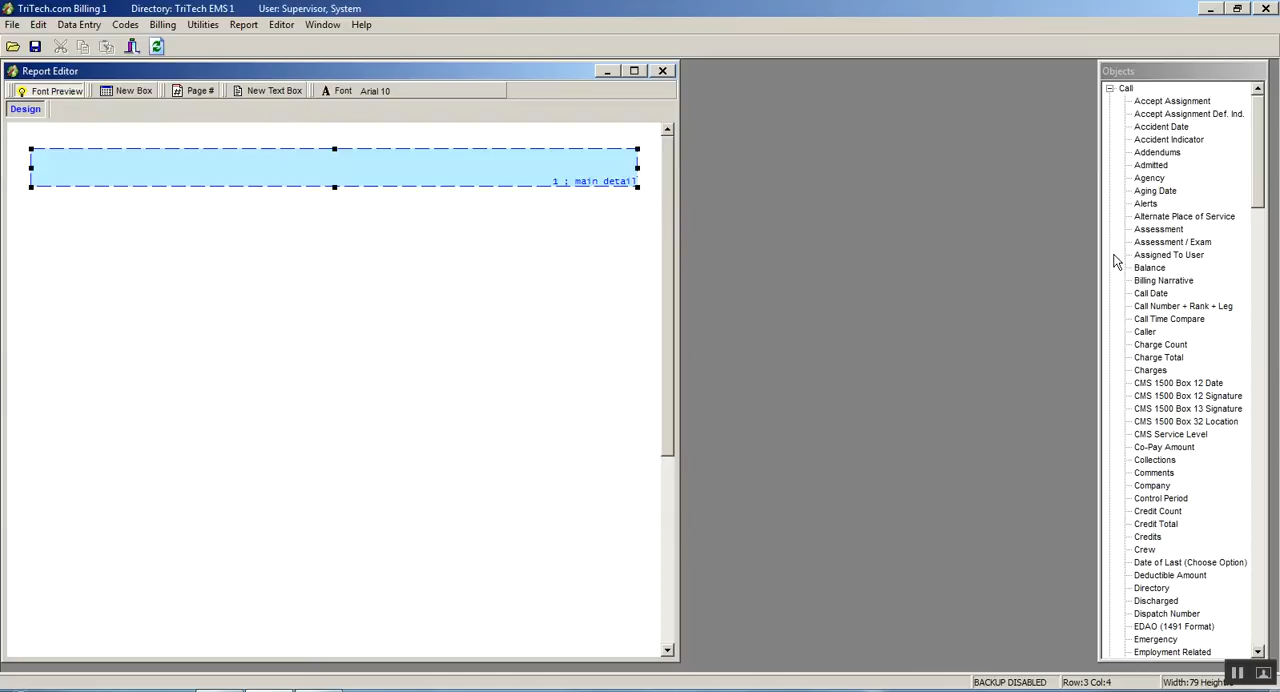 TriTech.com Billing 1 Directory: TriTech EMS 1 User: Supervisor, System
File Edit Data Entry Codes Billing Utilities Report Editor Window Help
Report Editor
Font Preview New Box Page # New Text Box A Font Arial 10
Design
1 : main detail
Objects
Call
Accept Assignment
Accept Assignment Def. Ind.
Accident Date
Accident Indicator
Addendums
Admitted
Agency
Aging Date
Alerts
Alternate Place of Service
Assessment
Assessment / Exam
Assigned To User
Balance
Billing Narrative
Call Date
Call Number + Rank + Leg
Call Time Compare
Caller
Charge Count
Charge Total
Charges
CMS 1500 Box 12 Date
CMS 1500 Box 12 Signature
CMS 1500 Box 13 Signature
CMS 1500 Box 32 Location
CMS Service Level
Co-Pay Amount
Collections
Comments
Company
Control Period
Credit Count
Credit Total
Credits
Crew
Date of Last (Choose Option)
Deductible Amount
Directory
Discharged
Dispatch Number
EDAO (1491 Format)
Emergency
Employment Related
BACKUP DISABLED Row:3 Col:4 Width:79